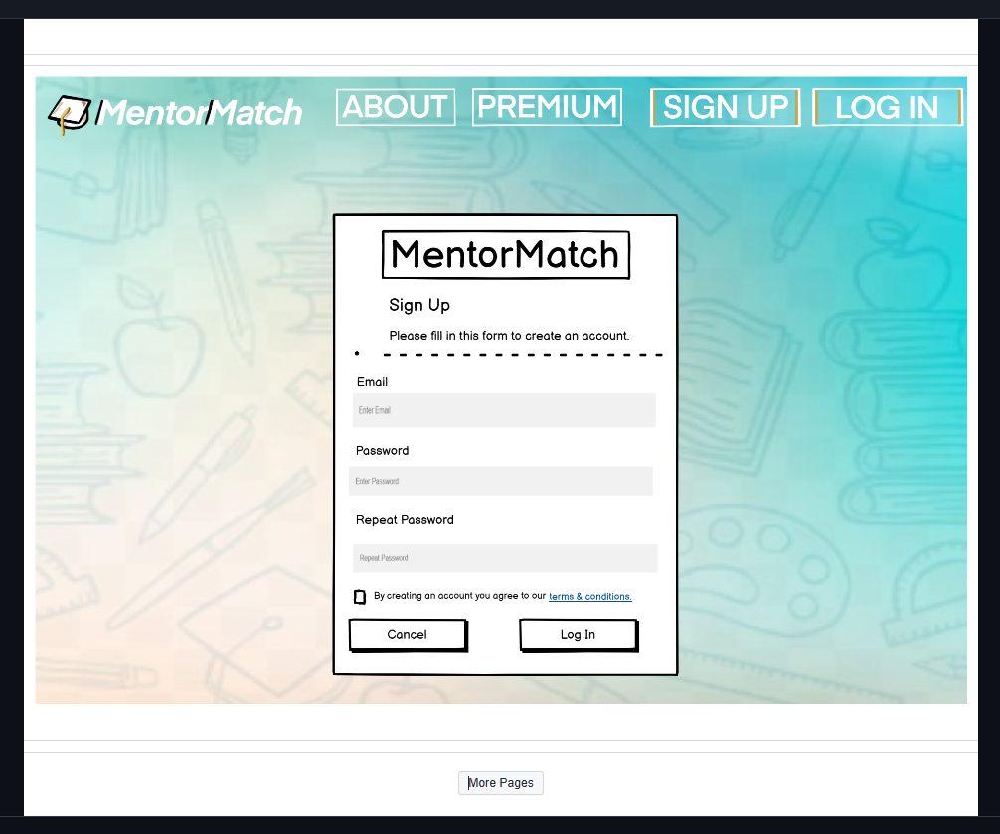 MentorMatch ABOUT PREMIUM SIGN UP LOG IN
MentorMatch
Sign Up
Please fill in this form to create an account.
Email
Enter Email
Password
Enter Password
Repeat Password
Repeat Password
By creating an account you agree to our terms & conditions.
Cancel Log In
More Pages